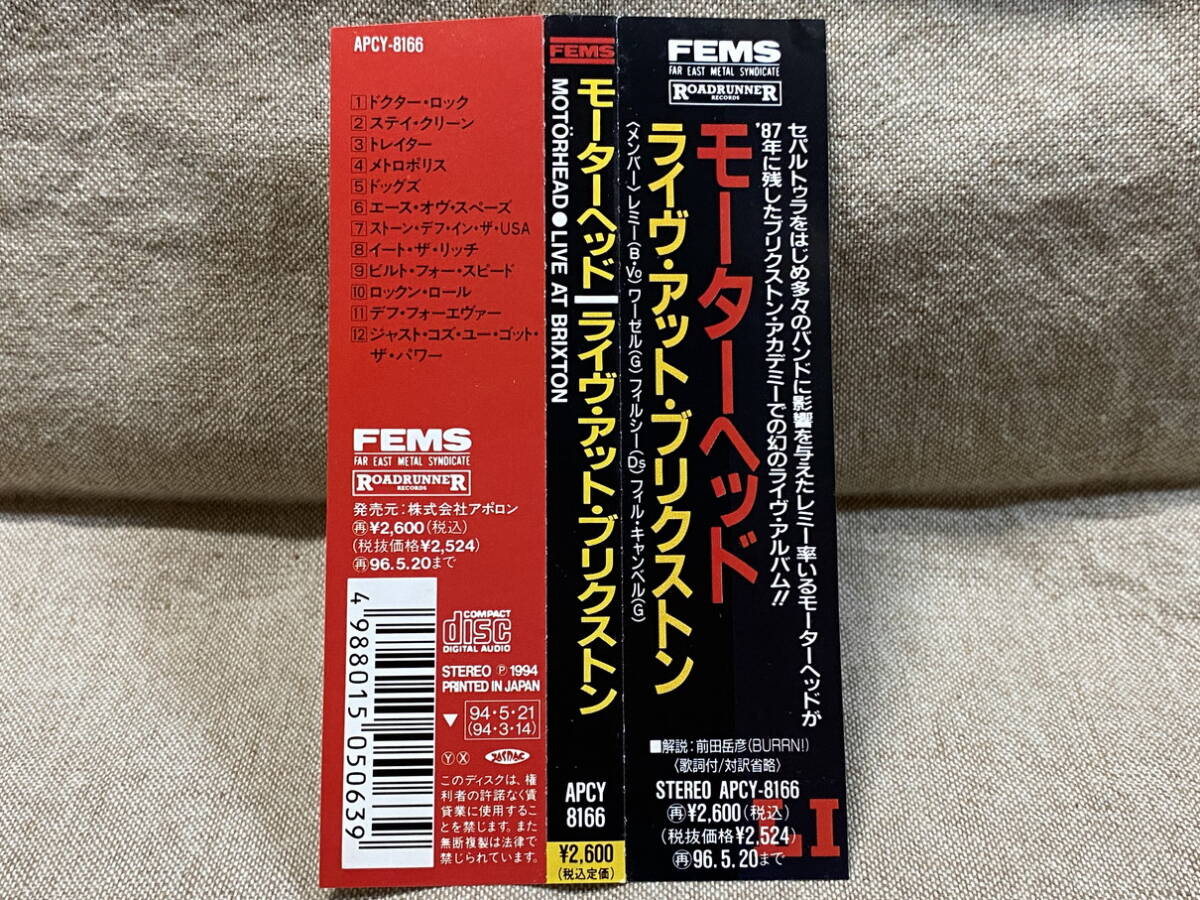 APCY-8166
1 ドクター・ロック
2 ステイ・クリーン
3 トレイター
4 メトロポリス
5 ドッグズ
6 エース・オヴ・スペーズ
7 ストーン・デフ・イン・ザ・USA
8 イート・ザ・リッチ
9 ビルト・フォー・スピード
10 ロックン・ロール
11 デフ・フォーエヴァー
12 ジャスト・コズ・ユー・ゴット・
ザ・パワー
FEMS
FAR EAST METAL SYNDICATE
ROADRUNNER
RECORDS
発売元：株式会社アポロン
再¥2,600(税込)
(税抜価格¥2,524)
再96.5.20まで
4988015050639
COMPACT
disc
DIGITAL AUDIO
STEREO Ⓟ 1994
PRINTED IN JAPAN
▼ 94・5・21
(94・3・14)
Ⓨ Ⓧ JASRAC
このディスクは、権
利者の許諾なく賃
貸業に使用するこ
とを禁じます。また
無断複製は法律で
禁じられています。
FEMS
モーターヘッド｜ライヴ・アット・ブリクストン
MOTÖRHEAD●LIVE AT BRIXTON
APCY
8166
¥2,600
(税込定価)
FEMS
FAR EAST METAL SYNDICATE
ROADRUNNER
RECORDS
セパルトゥラをはじめ多々のバンドに影響を与えたレミー率いるモーターヘッドが
'87年に残したブリクストン・アカデミーでの幻のライヴ・アルバム!!
モーターヘッド
ライヴ・アット・ブリクストン
〈メンバー〉レミー(B・Vo) ワーゼル(G) フィルシー(Ds) フィル・キャンベル(G)
■解説：前田岳彦(BURRN!)
〈歌詞付/対訳省略〉
STEREO APCY-8166
再¥2,600(税込)
(税抜価格¥2,524)
再96.5.20まで
LI